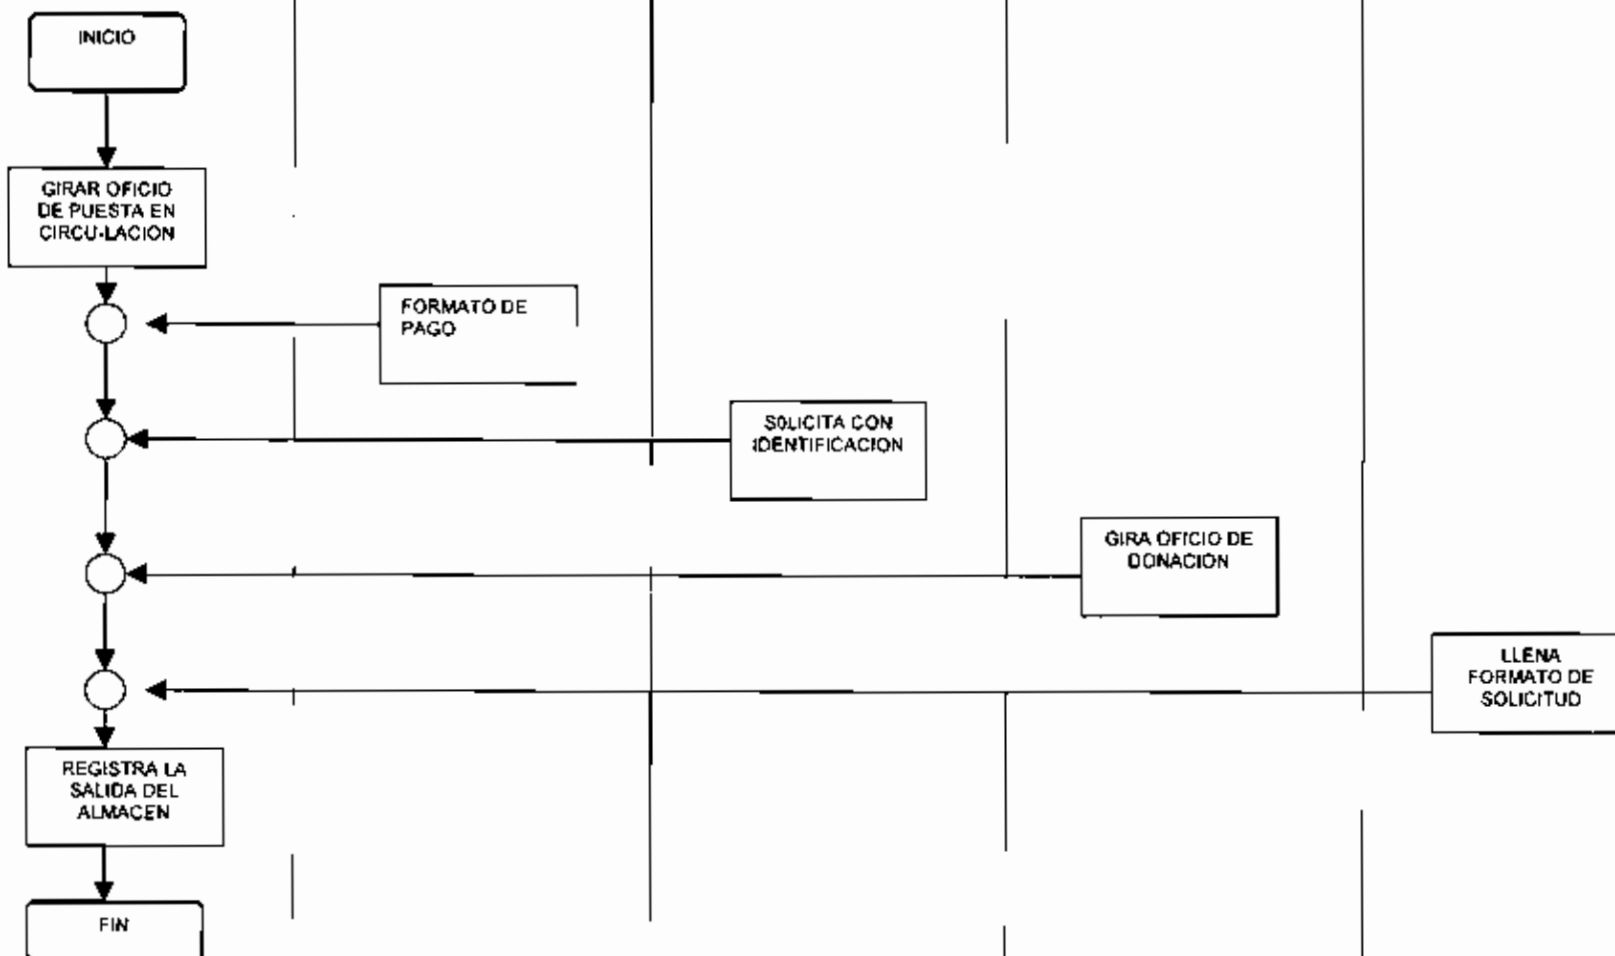 INICIO
GIRAR OFICIO
DE PUESTA EN
CIRCU-LACION
FORMATO DE
PAGO
SOLICITA CON
IDENTIFICACION
GIRA OFICIO DE
DONACION
LLENA
FORMATO DE
SOLICITUD
REGISTRA LA
SALIDA DEL
ALMACEN
FIN